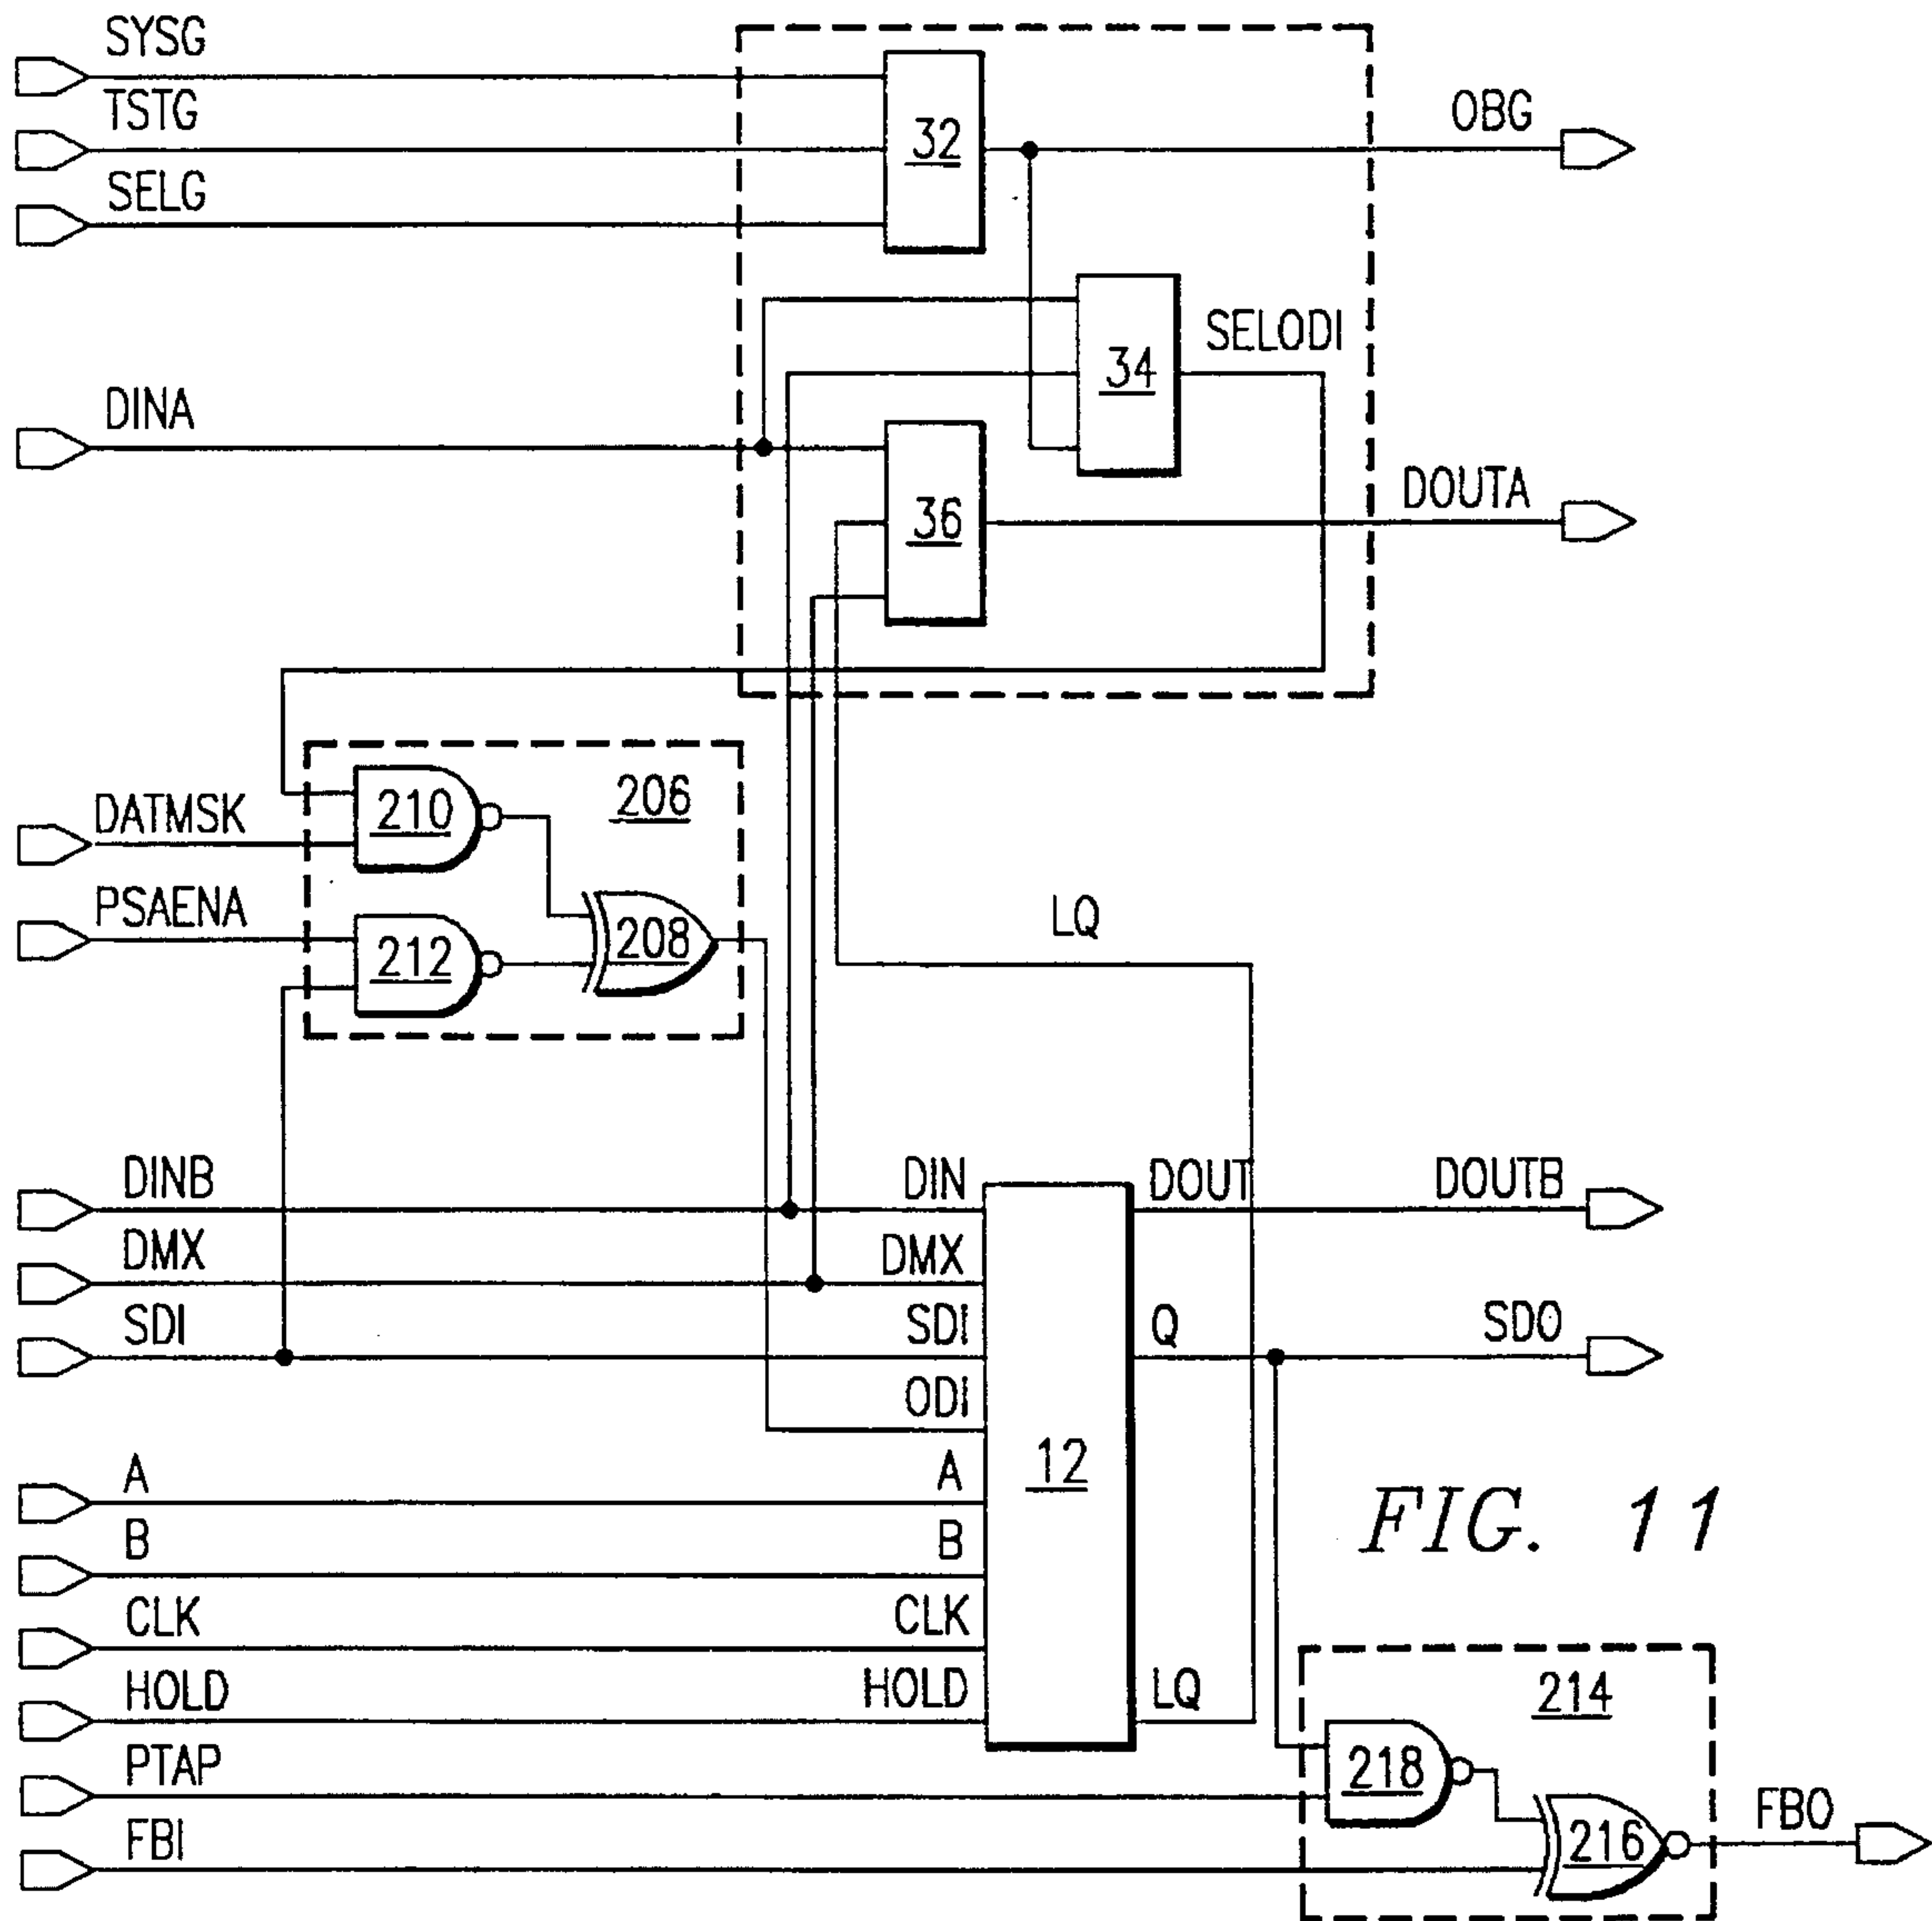 SYSG
TSTG
SELG
32
OBG
34
SELODI
DINA
36
DOUTA
206
210
DATMSK
PSAENA
212
208
LQ
DINB
DIN
DOUT
DOUTB
DMX
DMX
SDI
SDI
Q
SDO
ODI
12
A
A
FIG. 11
B
B
CLK
CLK
HOLD
HOLD
LQ
214
PTAP
218
FBI
216
FBO